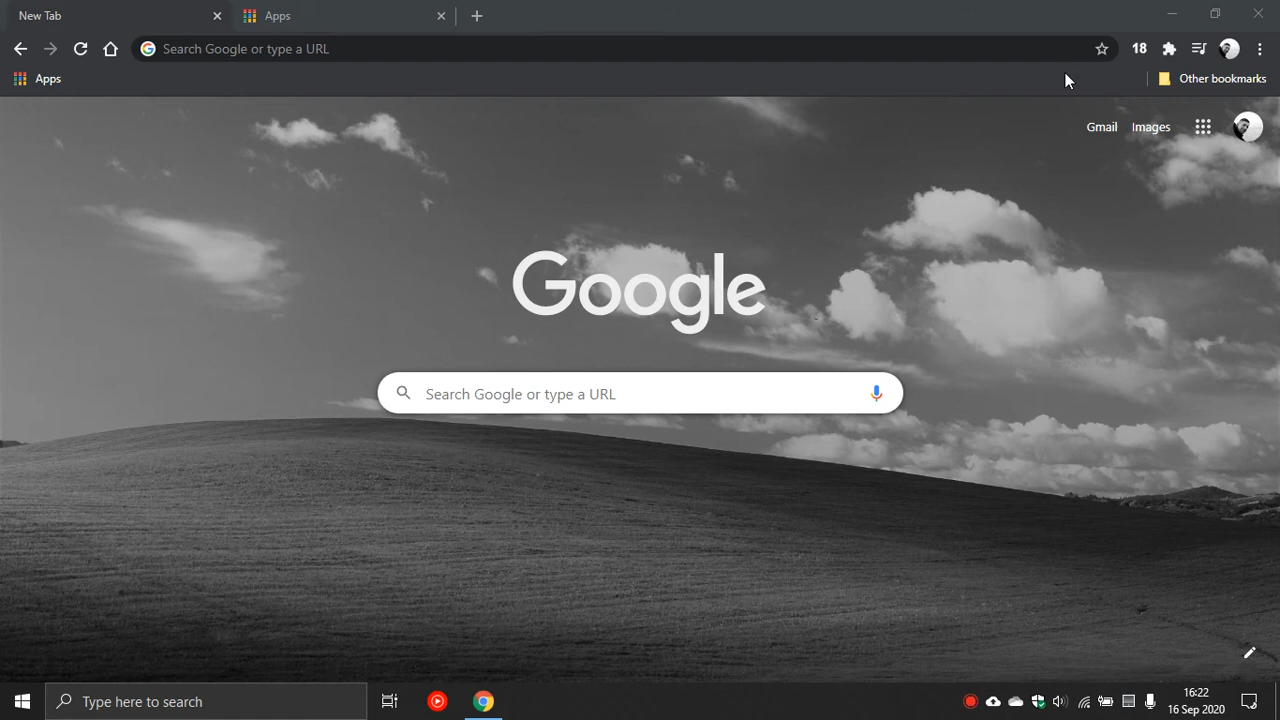 New Tab
Apps
Search Google or type a URL
18
Apps
Other bookmarks
Gmail
Images
Google
Search Google or type a URL
Type here to search
16:22
16 Sep 2020